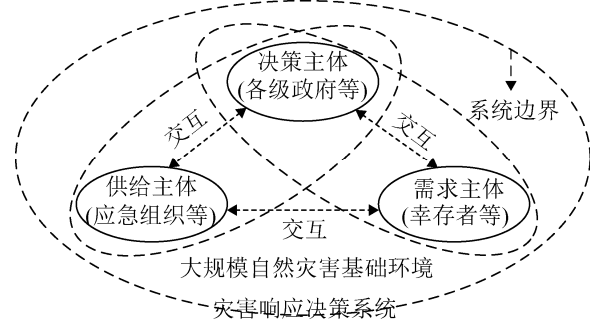 决策主体
(各级政府等)
系统边界
交互
交互
供给主体
(应急组织等)
需求主体
(幸存者等)
交互
大规模自然灾害基础环境
灾害响应决策系统